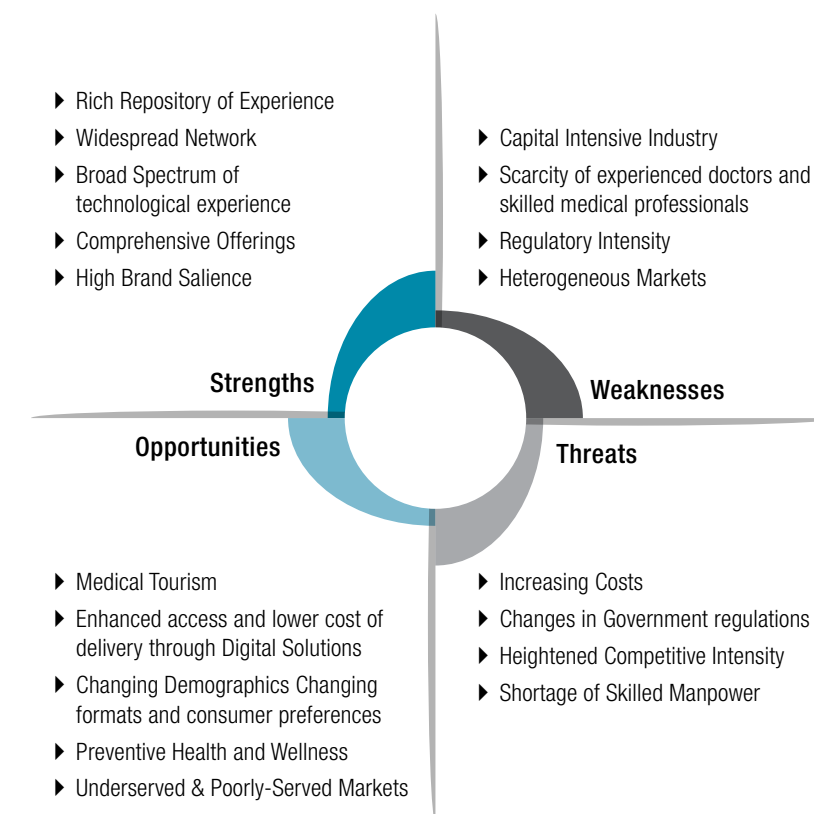 Rich Repository of Experience
Widespread Network
Broad Spectrum of
technological experience
Comprehensive Offerings
High Brand Salience
Strengths
Capital Intensive Industry
Scarcity of experienced doctors and
skilled medical professionals
Regulatory Intensity
Heterogeneous Markets
Weaknesses
Opportunities
Medical Tourism
Enhanced access and lower cost of
delivery through Digital Solutions
Changing Demographics Changing
formats and consumer preferences
Preventive Health and Wellness
Underserved & Poorly-Served Markets
Threats
Increasing Costs
Changes in Government regulations
Heightened Competitive Intensity
Shortage of Skilled Manpower